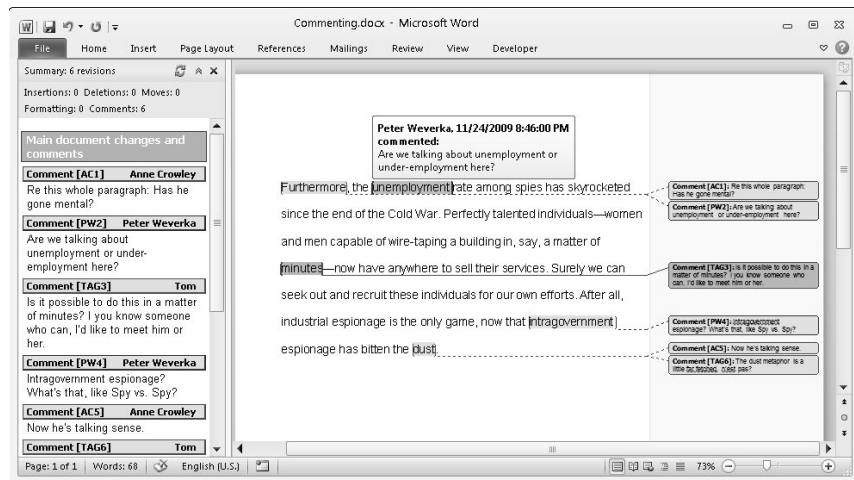 Commenting.docx - Microsoft Word
File Home Insert Page Layout References Mailings Review View Developer
Summary: 6 revisions
Insertions: 0 Deletions: 0 Moves: 0
Formatting: 0 Comments: 6
Main document changes and
comments
Comment [AC1] Anne Crowley
Re this whole paragraph: Has he
gone mental?
Comment [PW2] Peter Weverka
Are we talking about
unemployment or under-
employment here?
Comment [TAG3] Tom
Is it possible to do this in a matter
of minutes? I you know someone
who can, I'd like to meet him or
her.
Comment [PW4] Peter Weverka
Intragovernment espionage?
What's that, like Spy vs. Spy?
Comment [AC5] Anne Crowley
Now he's talking sense.
Comment [TAG6] Tom
Peter Weverka, 11/24/2009 8:46:00 PM
commented:
Are we talking about unemployment or
under-employment here?
Furthermore, the unemployment rate among spies has skyrocketed
since the end of the Cold War. Perfectly talented individuals—women
and men capable of wire-taping a building in, say, a matter of
minutes—now have anywhere to sell their services. Surely we can
seek out and recruit these individuals for our own efforts. After all,
industrial espionage is the only game, now that intragovernment
espionage has bitten the dust.
Comment [AC1]: Re this whole paragraph:
Has he gone mental?
Comment [PW2]: Are we talking about
unemployment or under-employment here?
Comment [TAG3]: Is it possible to do this in a
matter of minutes? I you know someone who
can, I'd like to meet him or her.
Comment [PW4]: Intragovernment
espionage? What's that, like Spy vs. Spy?
Comment [AC5]: Now he's talking sense.
Comment [TAG6]: The dust metaphor is a
little far fetched, n'est pas?
Page: 1 of 1 Words: 68 English (U.S.) 73%